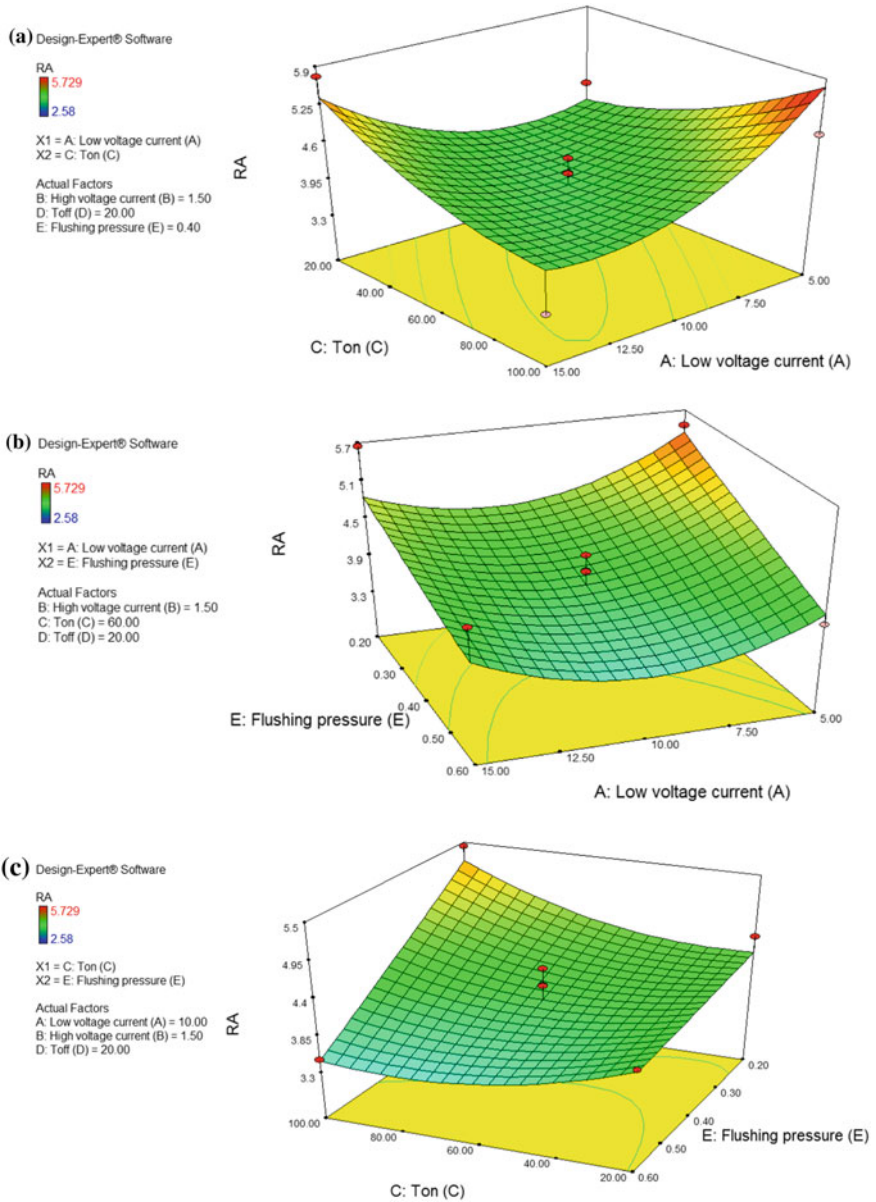 (a) Design-Expert® Software
RA
5.729
2.58
X1 = A: Low voltage current (A)
X2 = C: Ton (C)
Actual Factors
B: High voltage current (B) = 1.50
D: Toff (D) = 20.00
E: Flushing pressure (E) = 0.40
RA
5.9
5.25
4.6
3.95
3.3
20.00
40.00
60.00
80.00
100.00
C: Ton (C)
15.00
12.50
10.00
7.50
5.00
A: Low voltage current (A)
(b) Design-Expert® Software
RA
5.729
2.58
X1 = A: Low voltage current (A)
X2 = E: Flushing pressure (E)
Actual Factors
B: High voltage current (B) = 1.50
C: Ton (C) = 60.00
D: Toff (D) = 20.00
RA
5.7
5.1
4.5
3.9
3.3
0.20
0.30
0.40
0.50
0.60
E: Flushing pressure (E)
15.00
12.50
10.00
7.50
5.00
A: Low voltage current (A)
(c) Design-Expert® Software
RA
5.729
2.58
X1 = C: Ton (C)
X2 = E: Flushing pressure (E)
Actual Factors
A: Low voltage current (A) = 10.00
B: High voltage current (B) = 1.50
D: Toff (D) = 20.00
RA
5.5
4.95
4.4
3.85
3.3
100.00
80.00
60.00
40.00
20.00
C: Ton (C)
0.60
0.50
0.40
0.30
0.20
E: Flushing pressure (E)